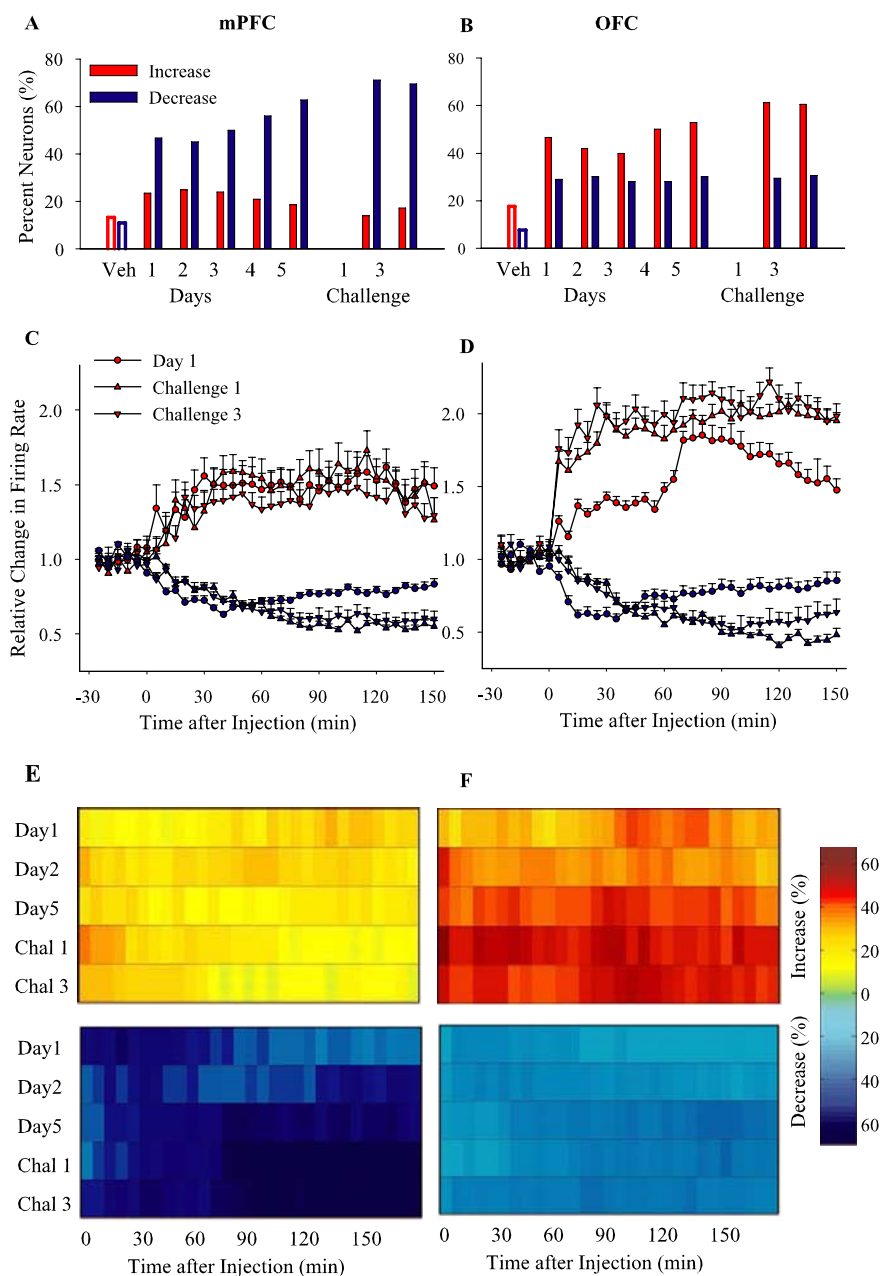 A mPFC
B OFC
Percent Neurons (%)
80
60
40
20
0
Increase
Decrease
Veh 1 2 3 4 5 1 3
Days Challenge
80
60
40
20
0
Veh 1 2 3 4 5 1 3
Days Challenge
C
D
Relative Change in Firing Rate
Day 1
Challenge 1
Challenge 3
2.0
1.5
1.0
0.5
-30 0 30 60 90 120 150
Time after Injection (min)
2.0
1.5
1.0
0.5
-30 0 30 60 90 120 150
Time after Injection (min)
E
F
Day1
Day2
Day5
Chal 1
Chal 3
Day1
Day2
Day5
Chal 1
Chal 3
0 30 60 90 120 150
Time after Injection (min)
0 30 60 90 120 150
Time after Injection (min)
60
40
20
0
20
40
60
Increase (%)
Decrease (%)